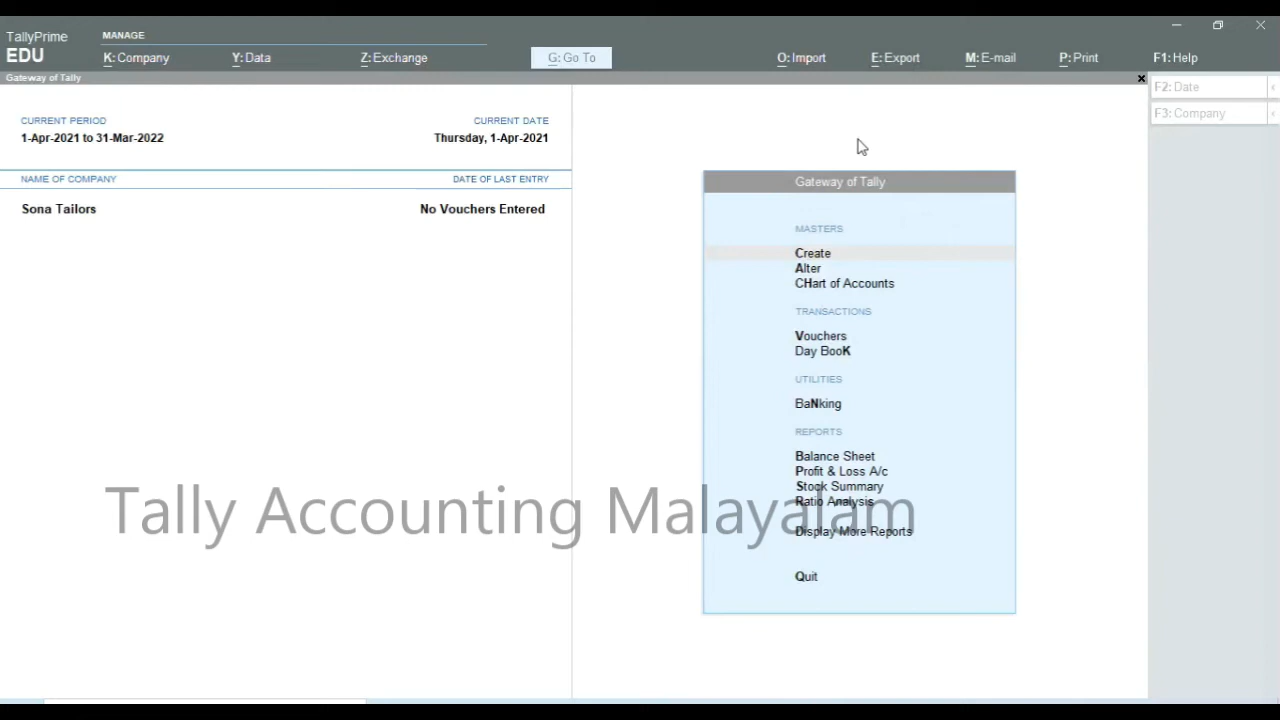 TallyPrime
EDU
MANAGE
K: Company
Y: Data
Z: Exchange
G: Go To
O: Import
E: Export
M: E-mail
P: Print
F1: Help
Gateway of Tally
F2: Date
F3: Company
CURRENT PERIOD
CURRENT DATE
1-Apr-2021 to 31-Mar-2022
Thursday, 1-Apr-2021
NAME OF COMPANY
DATE OF LAST ENTRY
Sona Tailors
No Vouchers Entered
Gateway of Tally
MASTERS
Create
Alter
CHart of Accounts
TRANSACTIONS
Vouchers
Day BooK
UTILITIES
BaNking
REPORTS
Balance Sheet
Profit & Loss A/c
Stock Summary
Ratio Analysis
Display More Reports
Quit
Tally Accounting Malayalam